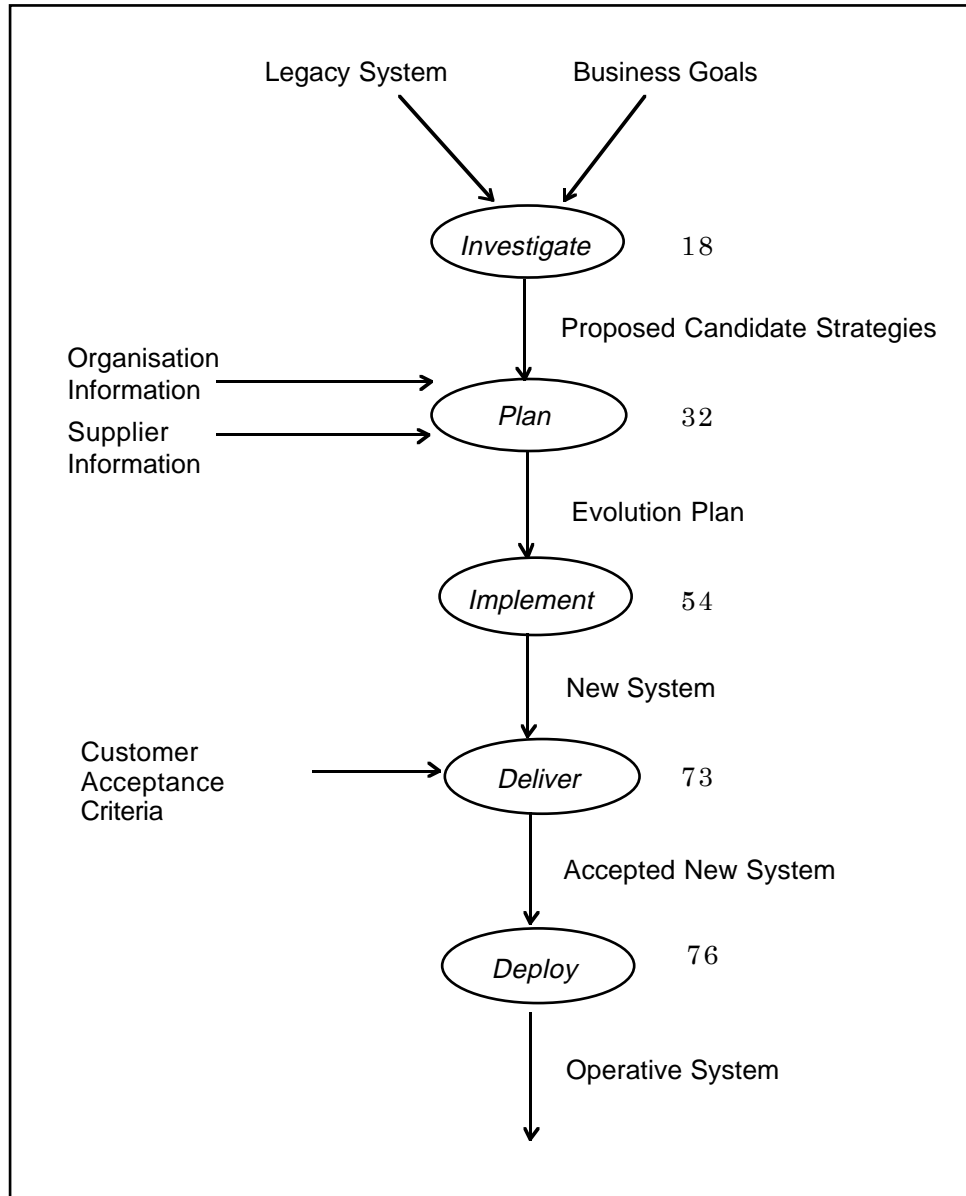 Legacy System
Business Goals
Investigate
18
Proposed Candidate Strategies
Organisation
Information
Plan
32
Supplier
Information
Evolution Plan
Implement
54
New System
Customer
Acceptance
Criteria
Deliver
73
Accepted New System
Deploy
76
Operative System